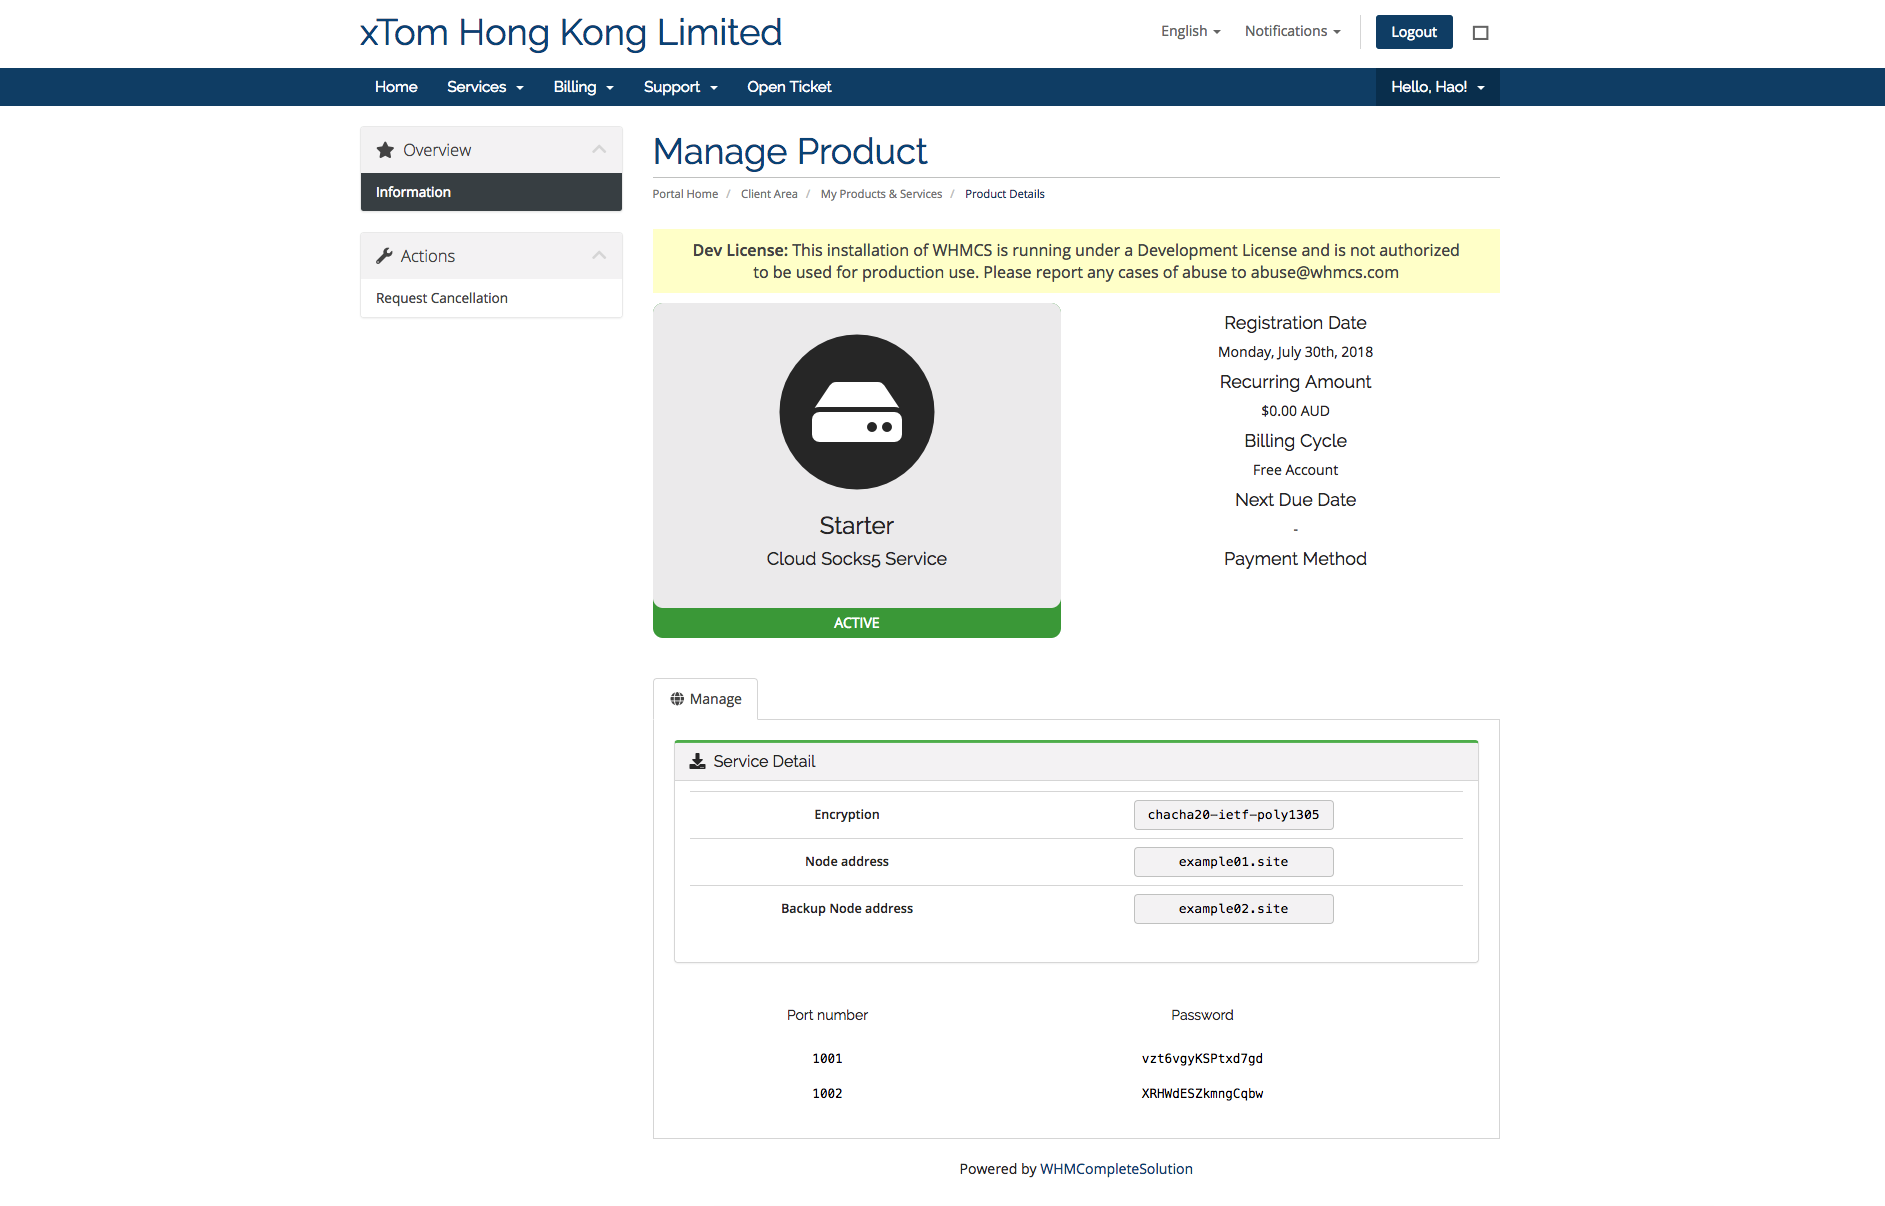 xTom Hong Kong Limited
English
Notifications
Logout
Home
Services
Billing
Support
Open Ticket
Hello, Hao!
Overview
Information
Actions
Request Cancellation
Manage Product
Portal Home / Client Area / My Products & Services / Product Details
Dev License: This installation of WHMCS is running under a Development License and is not authorized
to be used for production use. Please report any cases of abuse to abuse@whmcs.com
Starter
Cloud Socks5 Service
ACTIVE
Registration Date
Monday, July 30th, 2018
Recurring Amount
$0.00 AUD
Billing Cycle
Free Account
Next Due Date
-
Payment Method
Manage
Service Detail
Encryption chacha20-ietf-poly1305
Node address example01.site
Backup Node address example02.site
Port number Password
1001 vzt6vgyKSPtxd7gd
1002 XRHWdESZkmngCqbw
Powered by WHMCompleteSolution